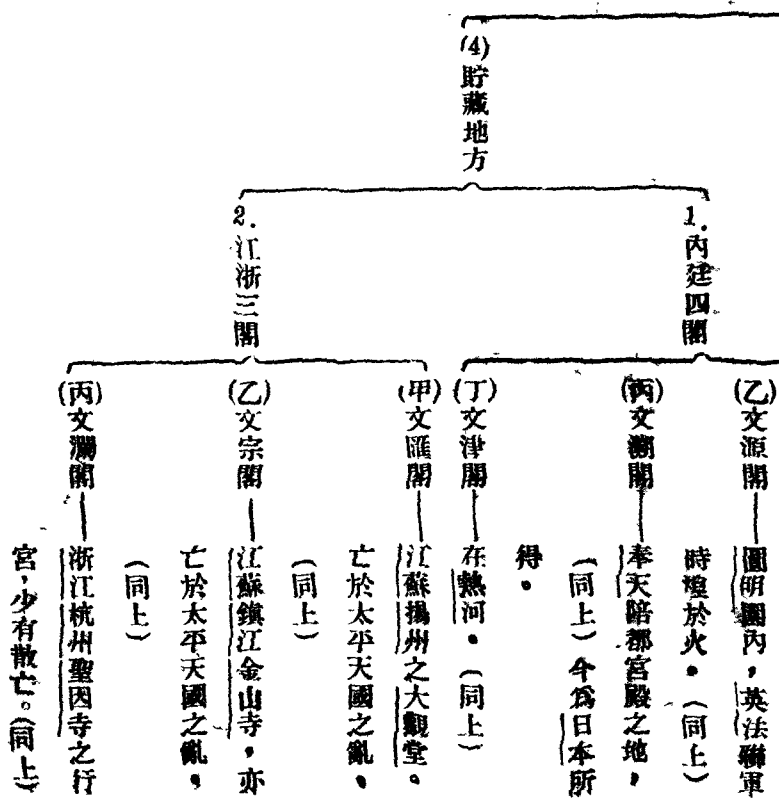 (4)貯藏地方
1.內廷四閣
(乙)文源閣
圓明園內，英法聯軍
時燬於火。(同上)
(丙)文溯閣
奉天陪都宮殿之地，
(同上)今爲日本所
得。
(丁)文津閣
在熱河。(同上)
2.江浙三閣
(甲)文匯閣
江蘇揚州之大觀堂。
亡於太平天國之亂。
(同上)
(乙)文宗閣
江蘇鎮江金山寺，亦
亡於太平天國之亂，
(同上)
(丙)文瀾閣
浙江杭州聖因寺之行
宮，少有散亡。(同上)